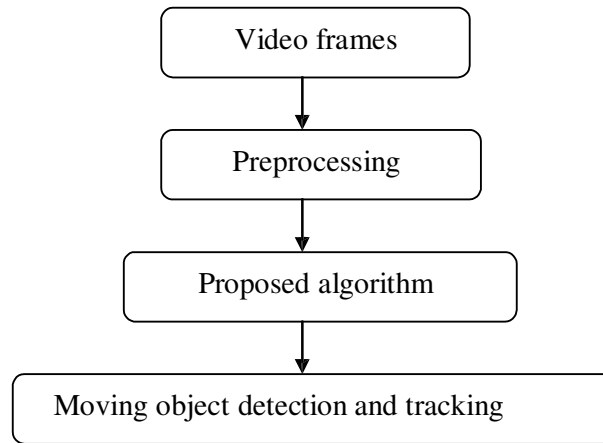 Video frames
Preprocessing
Proposed algorithm
Moving object detection and tracking